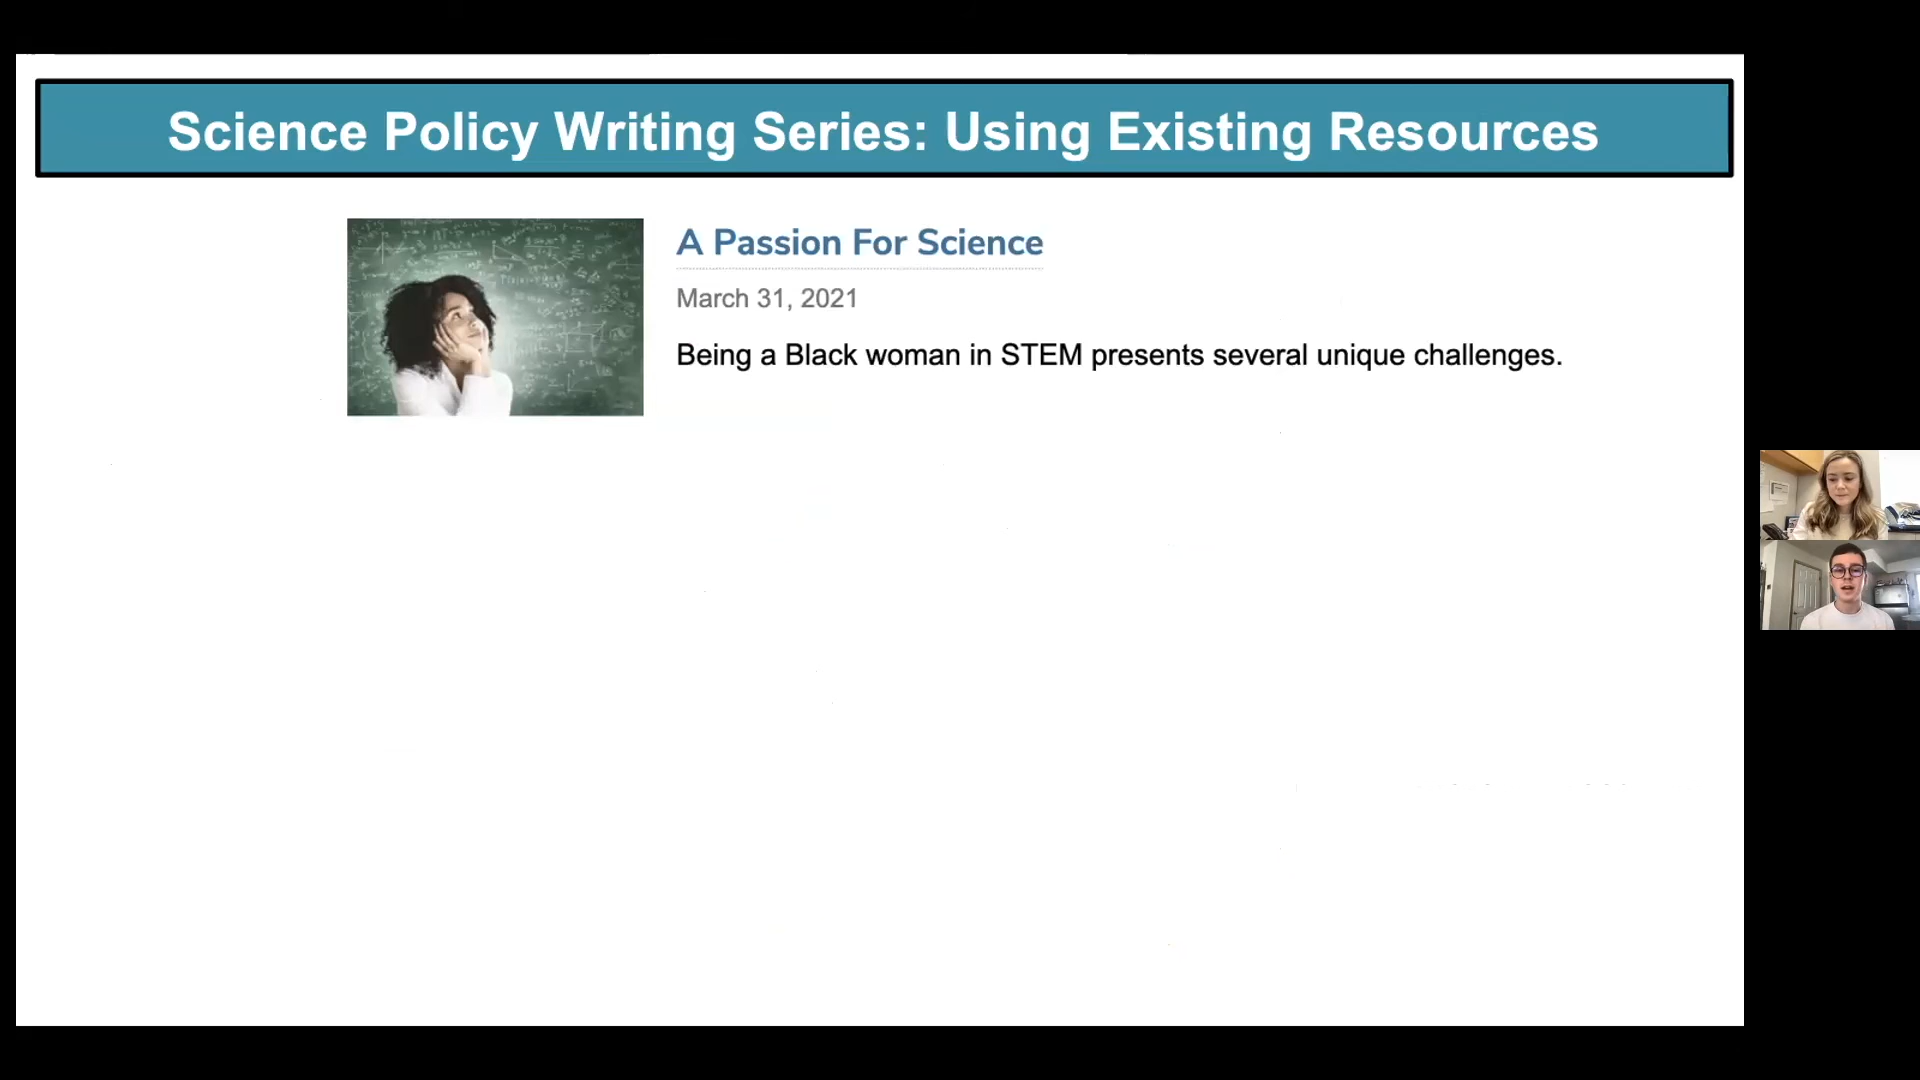 Science Policy Writing Series: Using Existing Resources
A Passion For Science
March 31, 2021
Being a Black woman in STEM presents several unique challenges.